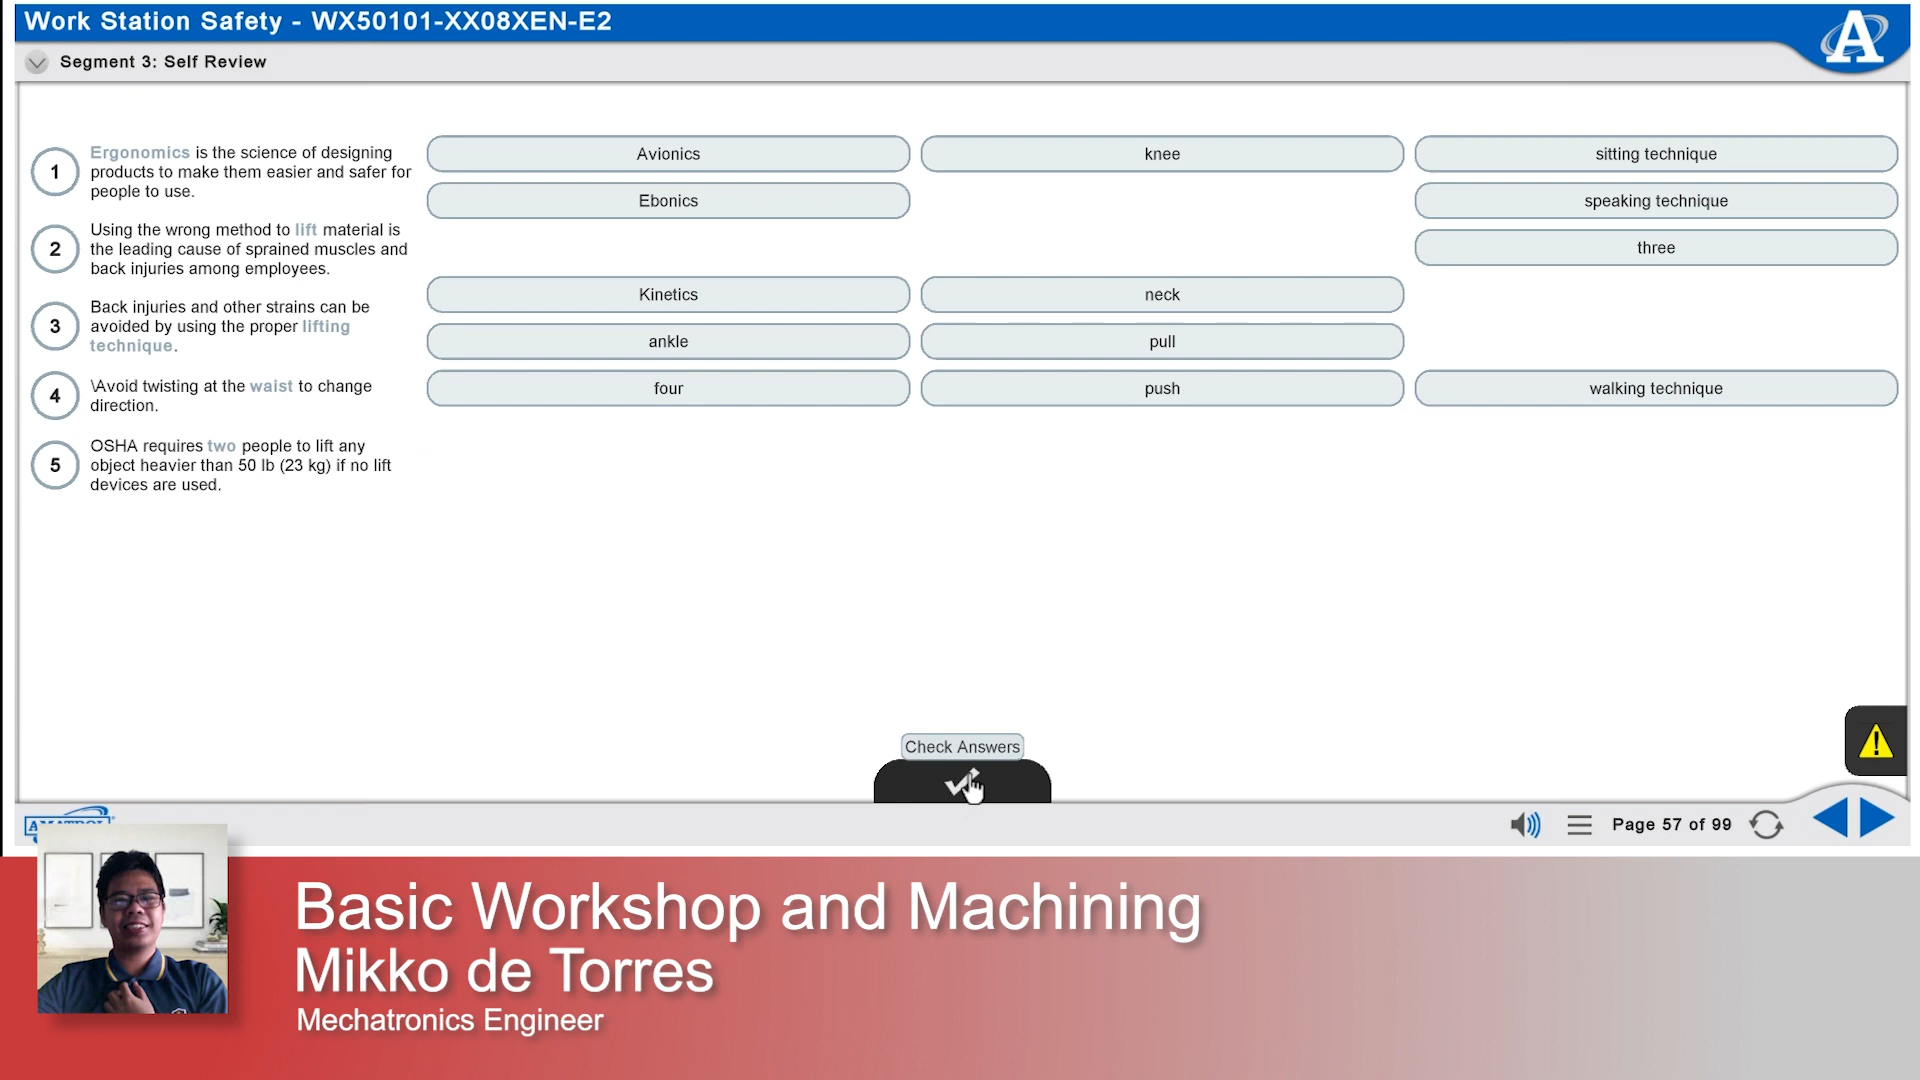 Work Station Safety - WX50101-XX08XEN-E2
A
Segment 3: Self Review
1
Ergonomics is the science of designing
products to make them easier and safer for
people to use.
2
Using the wrong method to lift material is
the leading cause of sprained muscles and
back injuries among employees.
3
Back injuries and other strains can be
avoided by using the proper lifting
technique.
4
\Avoid twisting at the waist to change
direction.
5
OSHA requires two people to lift any
object heavier than 50 lb (23 kg) if no lift
devices are used.
Avionics
knee
sitting technique
Ebonics
speaking technique
three
Kinetics
neck
ankle
pull
four
push
walking technique
Check Answers
!
AMATROL
Page 57 of 99
Basic Workshop and Machining
Mikko de Torres
Mechatronics Engineer